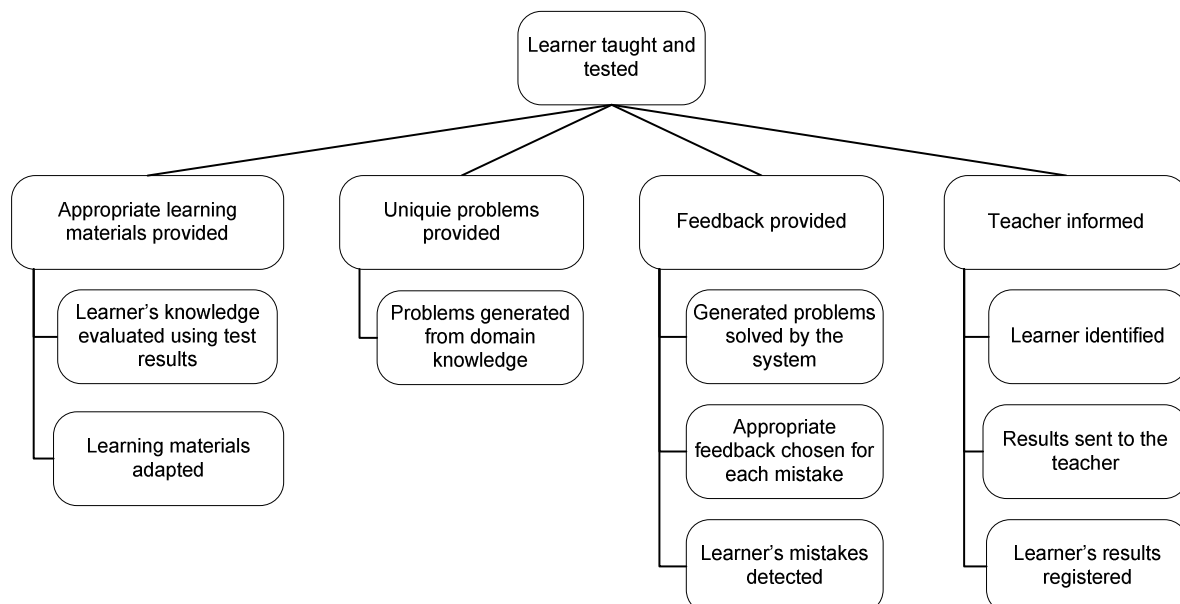 Learner taught and
tested
Appropriate learning
materials provided
Uniquie problems
provided
Feedback provided
Teacher informed
Learner’s knowledge
evaluated using test
results
Learning materials
adapted
Problems generated
from domain
knowledge
Generated problems
solved by the
system
Appropriate
feedback chosen for
each mistake
Learner’s mistakes
detected
Learner identified
Results sent to the
teacher
Learner’s results
registered